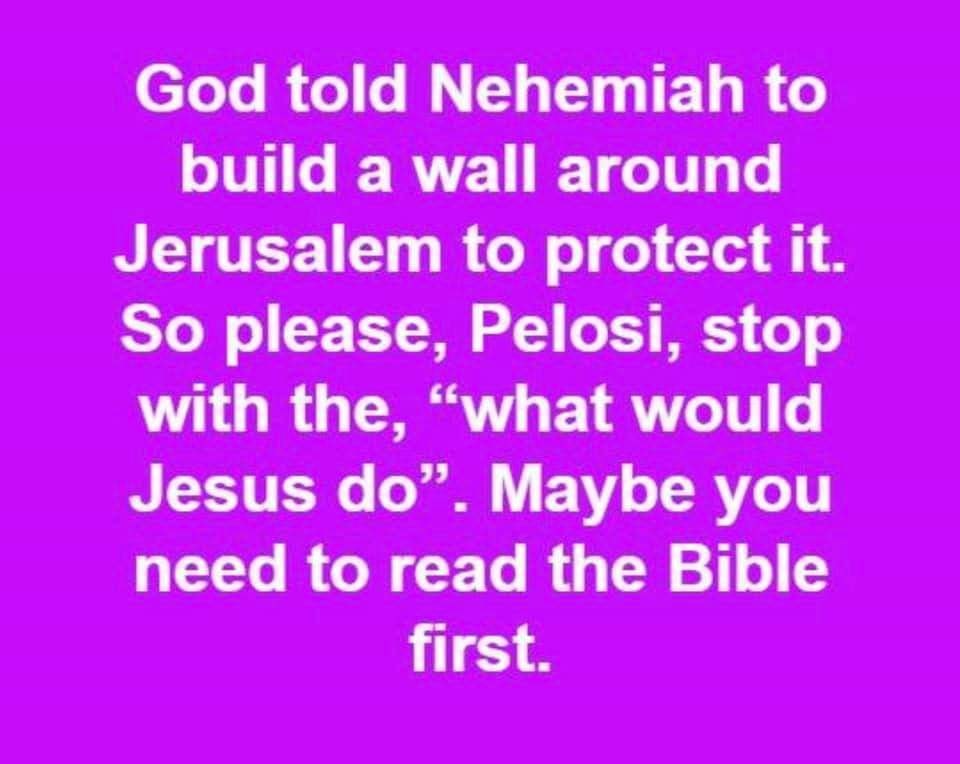 God told Nehemiah to
build a wall around
Jerusalem to protect it.
So please, Pelosi, stop
with the, “what would
Jesus do”. Maybe you
need to read the Bible
first.